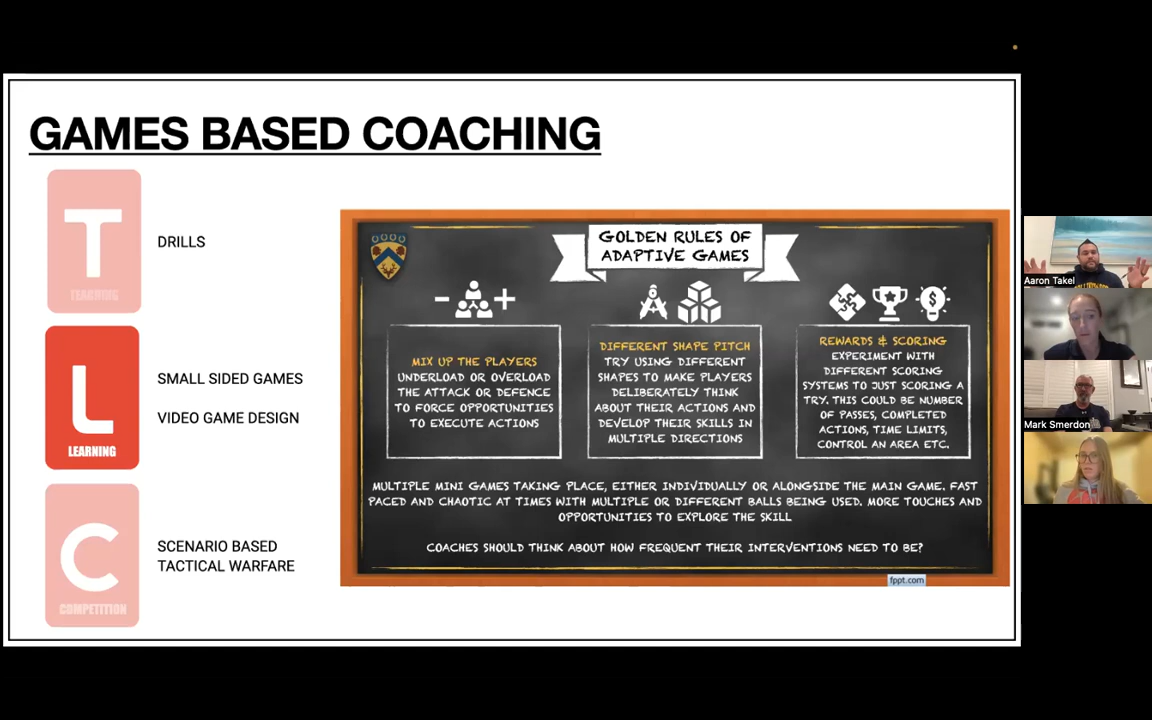 GAMES BASED COACHING
T
LEARNING
DRILLS
L
LEARNING
SMALL SIDED GAMES
VIDEO GAME DESIGN
C
COMPETITION
SCENARIO BASED
TACTICAL WARFARE
GOLDEN RULES OF
ADAPTIVE GAMES
MIX UP THE PLAYERS
UNDERLOAD OR OVERLOAD
THE ATTACK OR DEFENCE
TO FORCE OPPORTUNITIES
TO EXECUTE ACTIONS
DIFFERENT SHAPE PITCH
TRY USING DIFFERENT
SHAPES TO MAKE PLAYERS
DELIBERATELY THINK
ABOUT THEIR ACTIONS AND
DEVELOP THEIR SKILLS IN
MULTIPLE DIRECTIONS
REWARDS & SCORING
EXPERIMENT WITH
DIFFERENT SCORING
SYSTEMS TO JUST SCORING A
TRY. THIS COULD BE NUMBER
OF PASSES, COMPLETED
ACTIONS, TIME LIMITS,
CONTROL AN AREA ETC.
MULTIPLE MINI GAMES TAKING PLACE, EITHER INDIVIDUALLY OR ALONGSIDE THE MAIN GAME. FAST
PACED AND CHAOTIC AT TIMES WITH MULTIPLE OR DIFFERENT BALLS BEING USED. MORE TOUCHES AND
OPPORTUNITIES TO EXPLORE THE SKILL
COACHES SHOULD THINK ABOUT HOW FREQUENT THEIR INTERVENTIONS NEED TO BE?
fppt.com
Aaron Takel
Mark Smerdon